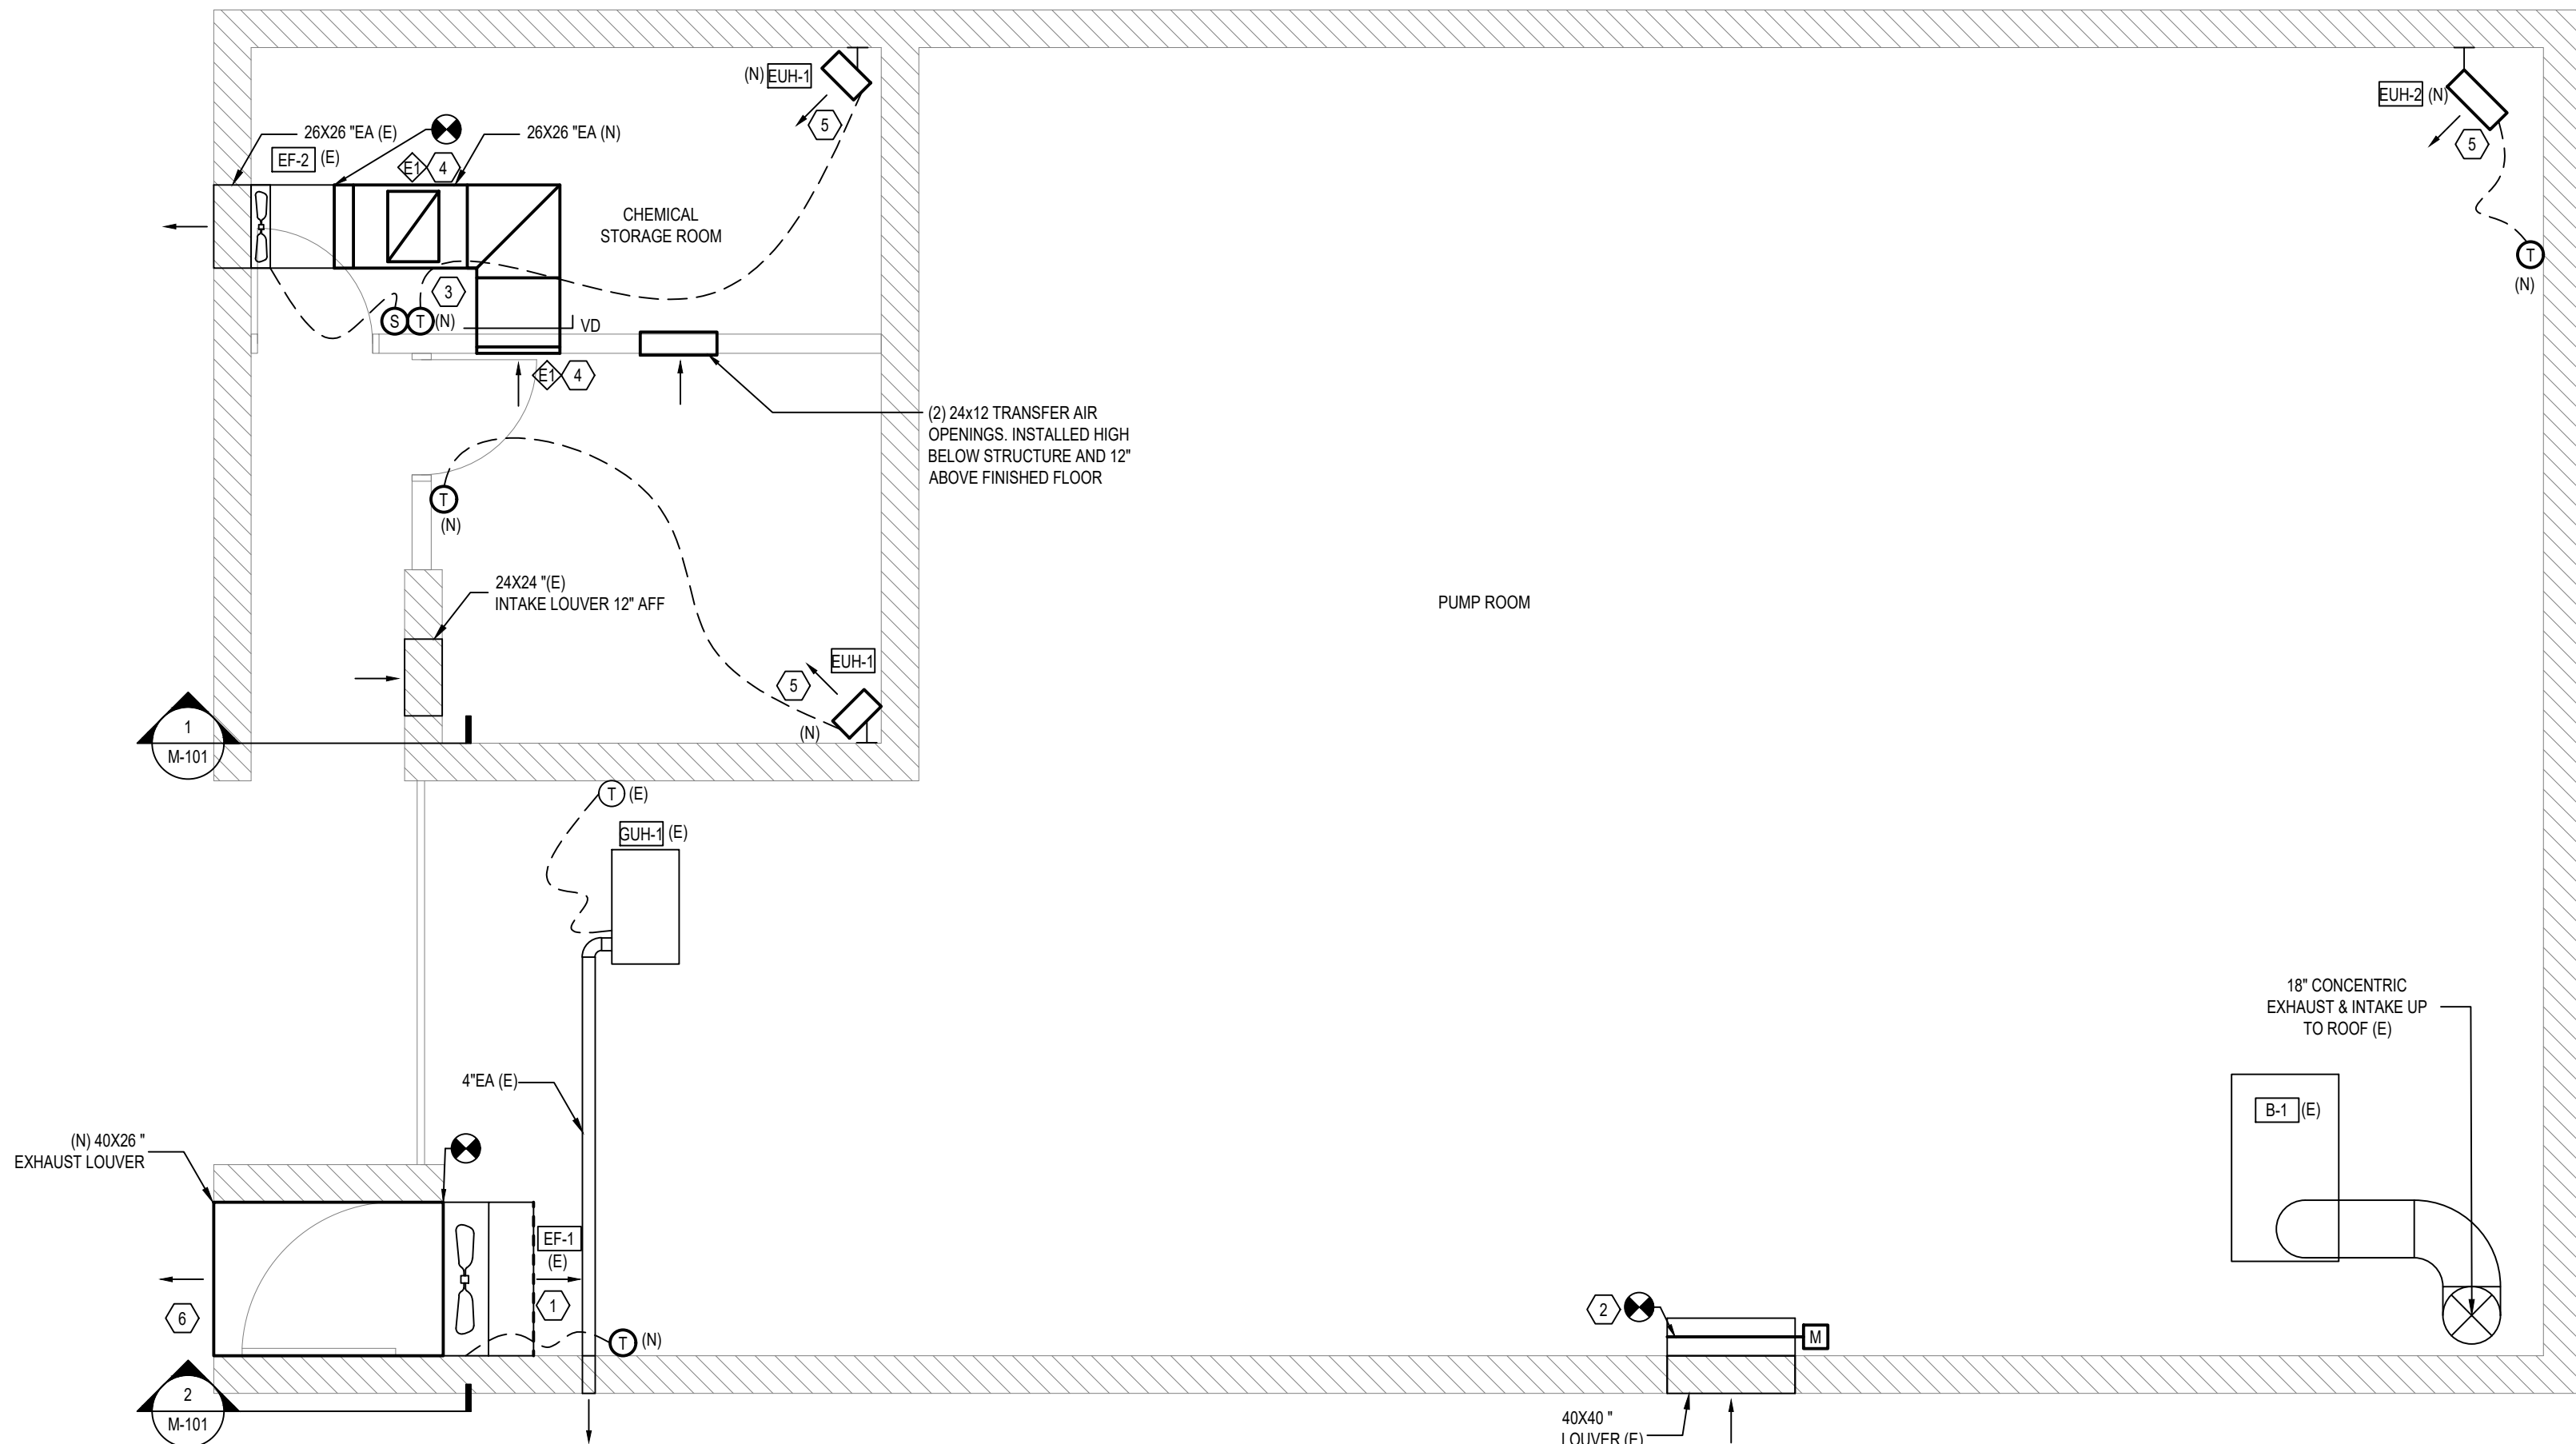 (N) EUH-1
5
EUH-2 (N)
5
T
(N)
26X26 "EA (E)
EF-2 (E)
26X26 "EA (N)
E1 4
CHEMICAL
STORAGE ROOM
3
S T (N)
VD
E1 4
(2) 24x12 TRANSFER AIR
OPENINGS. INSTALLED HIGH
BELOW STRUCTURE AND 12"
ABOVE FINISHED FLOOR
T
(N)
24X24 "(E)
INTAKE LOUVER 12" AFF
PUMP ROOM
EUH-1
5
(N)
1
M-101
T (E)
GUH-1 (E)
4"EA (E)
18" CONCENTRIC
EXHAUST & INTAKE UP
TO ROOF (E)
B-1 (E)
(N) 40X26 "
EXHAUST LOUVER
EF-1
(E)
1
6
T (N)
2
M
2
M-101
40X40 "
LOUVER (E)